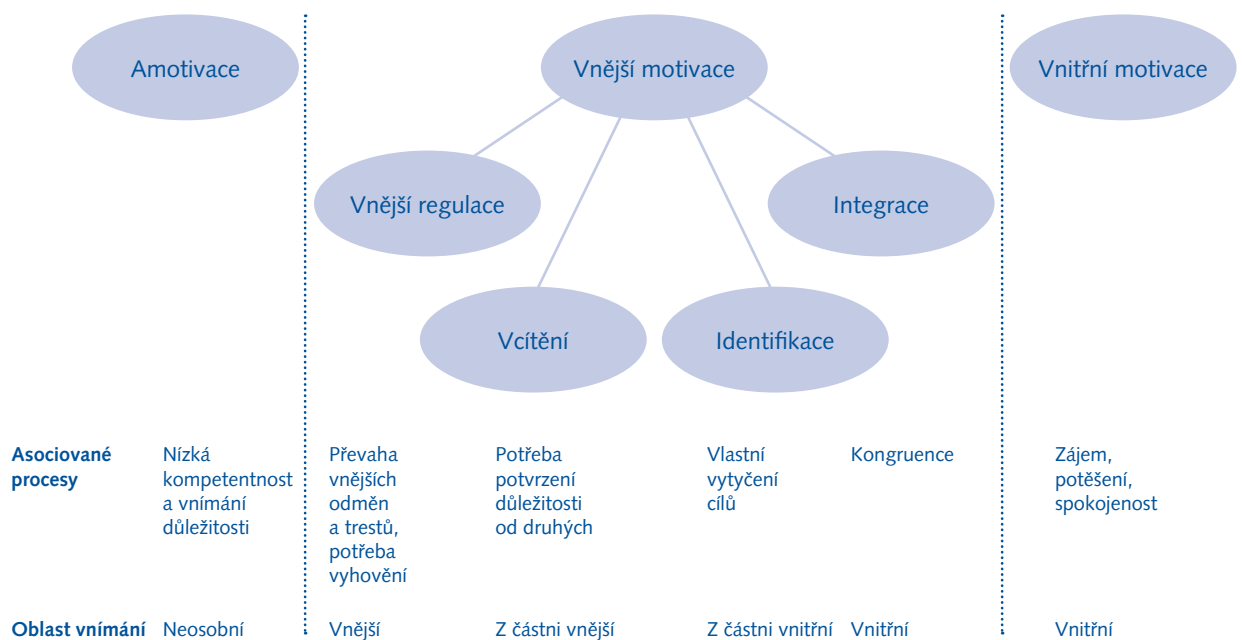 Amotivace
Vnější motivace
Vnitřní motivace
Vnější regulace
Integrace
Vcítění
Identifikace
Asociované
procesy
Nízká
kompetentnost
a vnímání
důležitosti
Převaha
vnějších
odměn
a trestů,
potřeba
vyhovění
Potřeba
potvrzení
důležitosti
od druhých
Vlastní
vytyčení
cílů
Kongruence
Zájem,
potěšení,
spokojenost
Oblast vnímání
Neosobní
Vnější
Z částni vnější
Z částni vnitřní
Vnitřní
Vnitřní